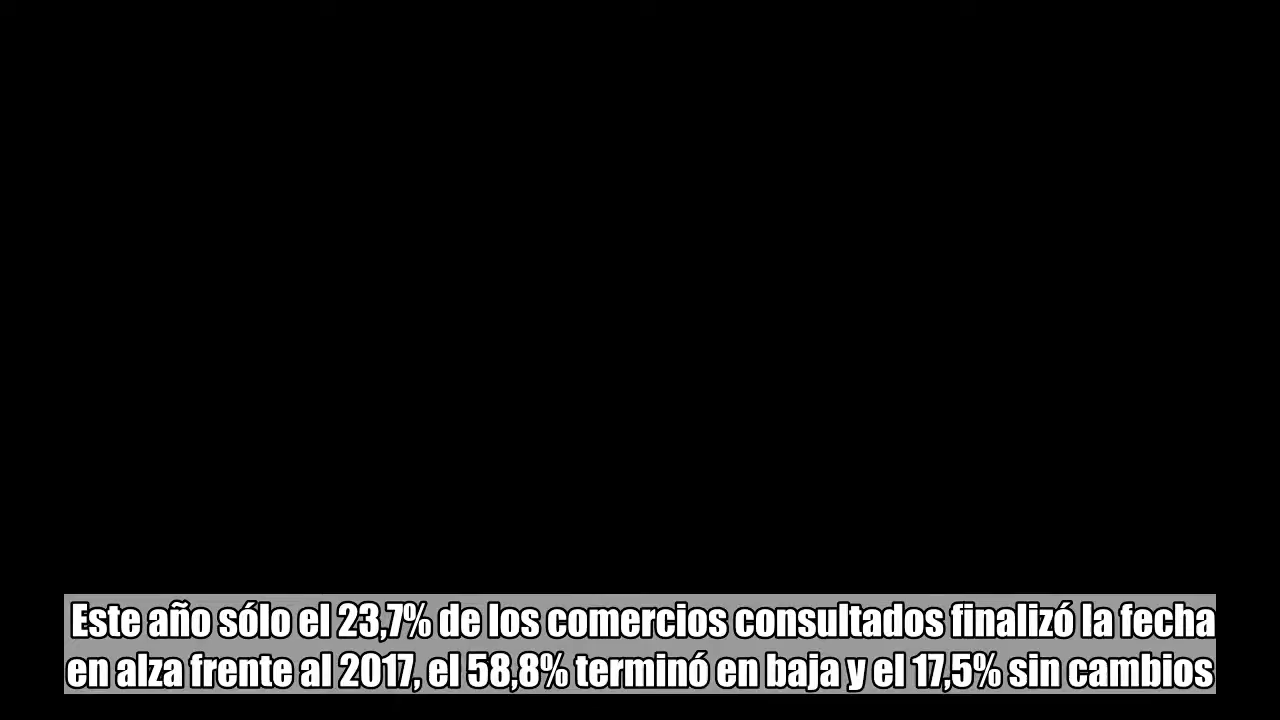 Este año sólo el 23,7% de los comercios consultados finalizó la fecha
en alza frente al 2017, el 58,8% terminó en baja y el 17,5% sin cambios